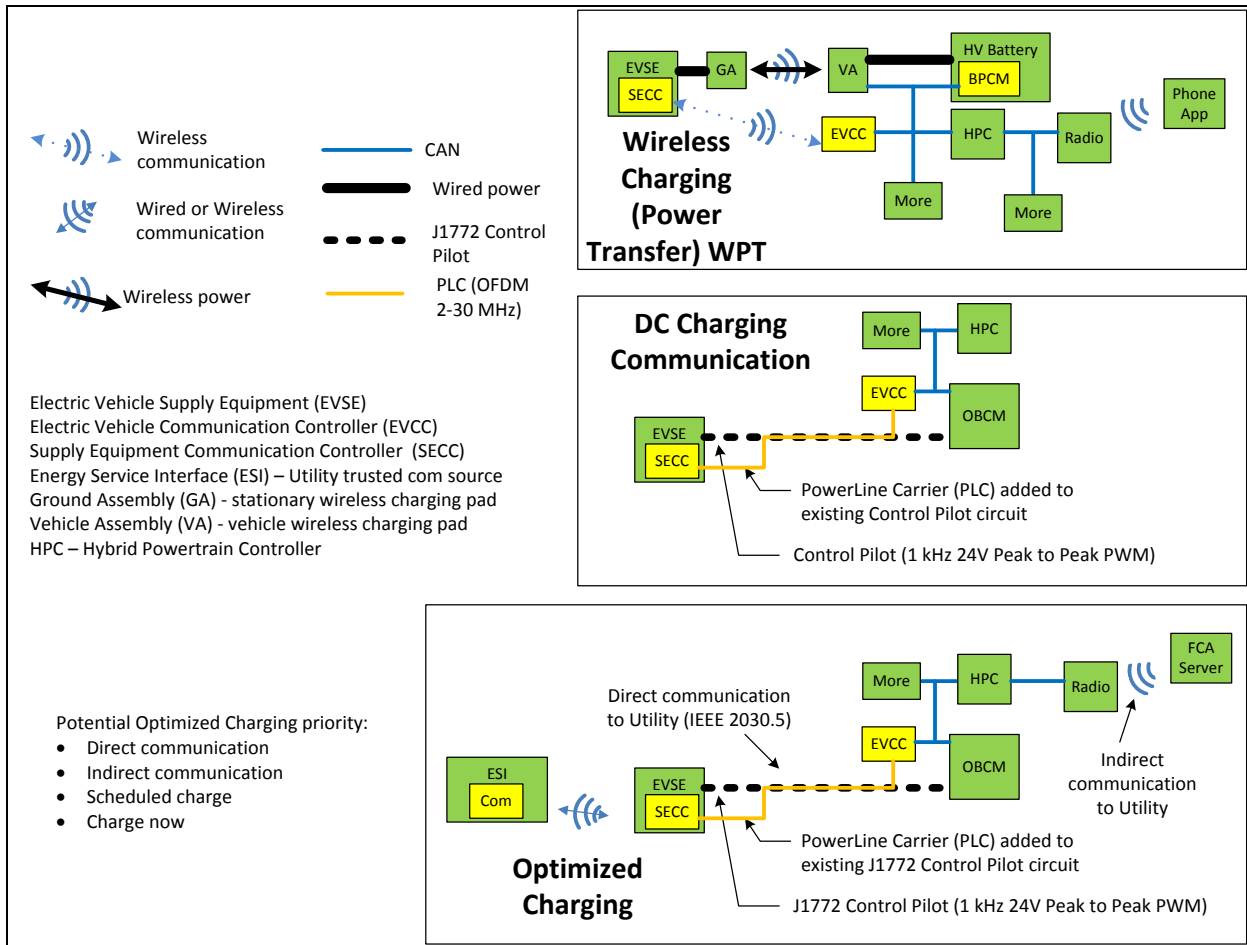 Wireless
communication
Wired or Wireless
communication
Wireless power
CAN
Wired power
J1772 Control
Pilot
PLC (OFDM
2-30 MHz)
Electric Vehicle Supply Equipment (EVSE)
Electric Vehicle Communication Controller (EVCC)
Supply Equipment Communication Controller (SECC)
Energy Service Interface (ESI) – Utility trusted com source
Ground Assembly (GA) - stationary wireless charging pad
Vehicle Assembly (VA) - vehicle wireless charging pad
HPC – Hybrid Powertrain Controller
Potential Optimized Charging priority:
• Direct communication
• Indirect communication
• Scheduled charge
• Charge now
EVSE
SECC
GA
VA
HV Battery
BPCM
EVCC
HPC
Radio
Phone
App
More
More
Wireless
Charging
(Power
Transfer) WPT
DC Charging
Communication
More
HPC
EVCC
OBCM
EVSE
SECC
PowerLine Carrier (PLC) added to
existing Control Pilot circuit
Control Pilot (1 kHz 24V Peak to Peak PWM)
More
HPC
Radio
FCA
Server
Direct communication
to Utility (IEEE 2030.5)
EVCC
OBCM
Indirect
communication
to Utility
ESI
Com
EVSE
SECC
PowerLine Carrier (PLC) added to
existing J1772 Control Pilot circuit
J1772 Control Pilot (1 kHz 24V Peak to Peak PWM)
Optimized
Charging